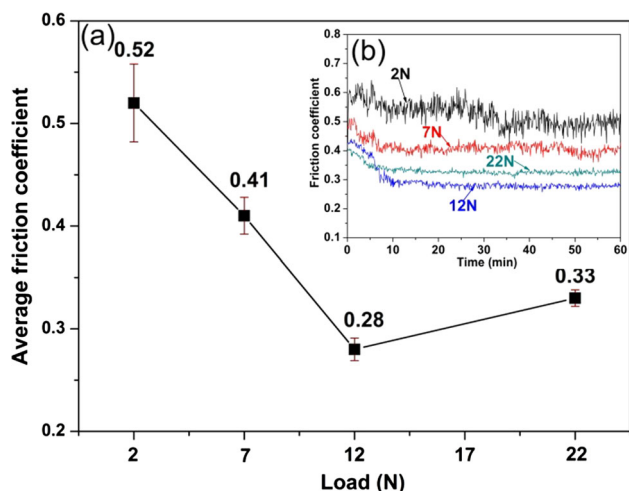 (a)
0.52
0.41
0.28
0.33
Average friction coefficient
0.6
0.5
0.4
0.3
0.2
2 7 12 17 22
Load (N)
(b)
2N
7N
22N
12N
Friction coefficient
0.8
0.7
0.6
0.5
0.4
0.3
0.2
0.1
0 10 20 30 40 50 60
Time (min)